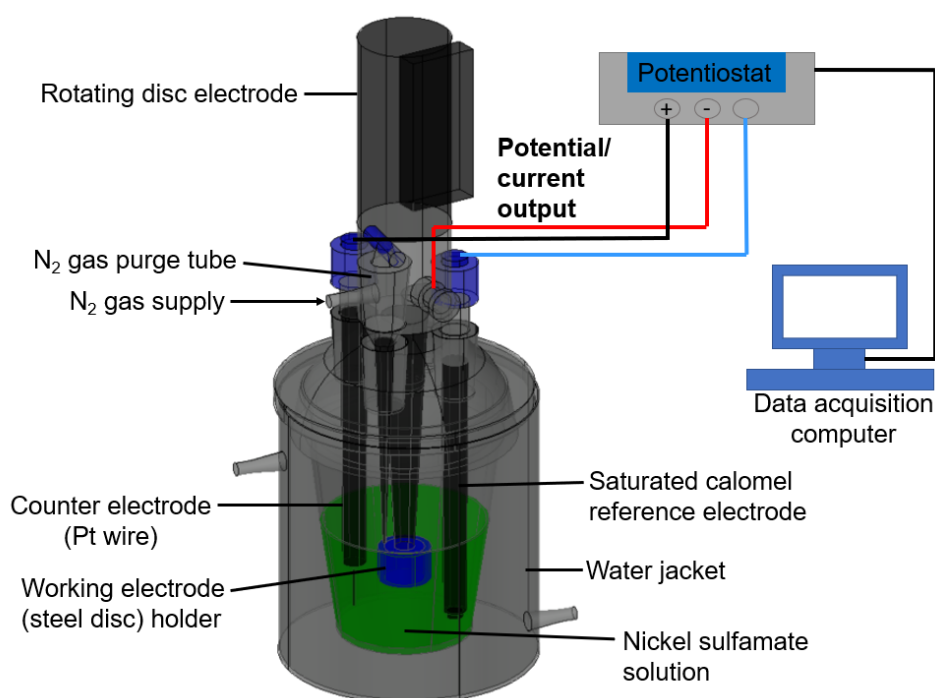 Rotating disc electrode
Potentiostat
+
-
Potential/
current
output
N₂ gas purge tube
N₂ gas supply
Data acquisition
computer
Counter electrode
(Pt wire)
Saturated calomel
reference electrode
Working electrode
(steel disc) holder
Water jacket
Nickel sulfamate
solution